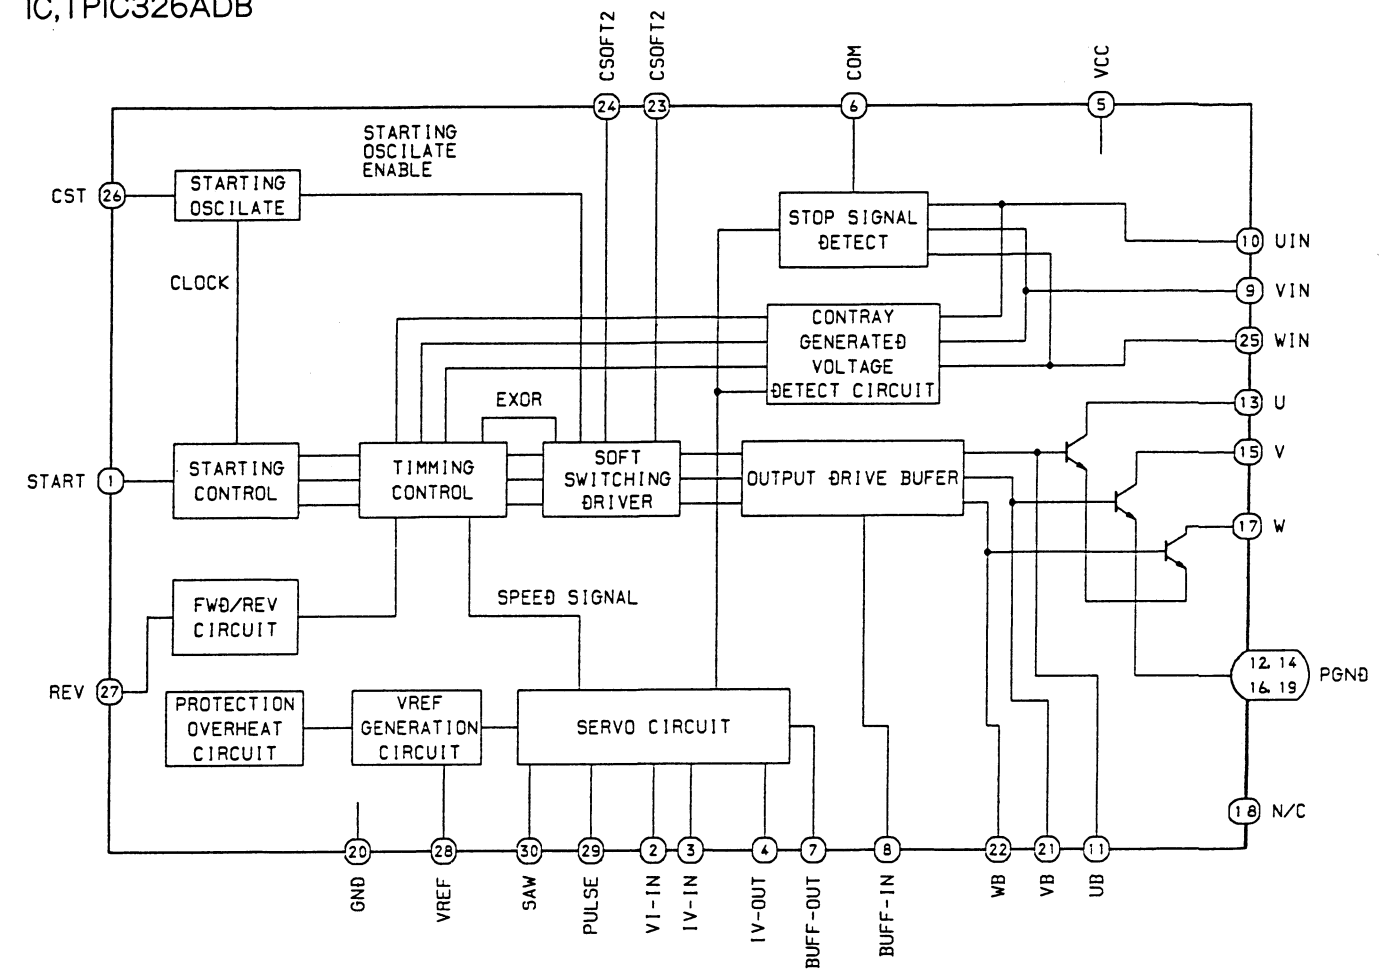 IC, TPIC326ADB
CSOFT2
CSOFT2
COM
VCC
24
23
6
5
STARTING
OSCILATE
ENABLE
CST
26
STARTING
OSCILATE
STOP SIGNAL
DETECT
10
UIN
CLOCK
9
VIN
CONTRAY
GENERATED
VOLTAGE
DETECT CIRCUIT
25
WIN
EXOR
13
U
START
1
STARTING
CONTROL
TIMMING
CONTROL
SOFT
SWITCHING
DRIVER
OUTPUT DRIVE BUFER
15
V
17
W
FWD/REV
CIRCUIT
SPEED SIGNAL
12, 14
16, 19
PGND
REV
27
PROTECTION
OVERHEAT
CIRCUIT
VREF
GENERATION
CIRCUIT
SERVO CIRCUIT
18
N/C
20
28
30
29
2
3
4
7
8
22
21
11
GND
VREF
SAW
PULSE
VI-IN
IV-IN
IV-OUT
BUFF-OUT
BUFF-IN
WB
VB
UB